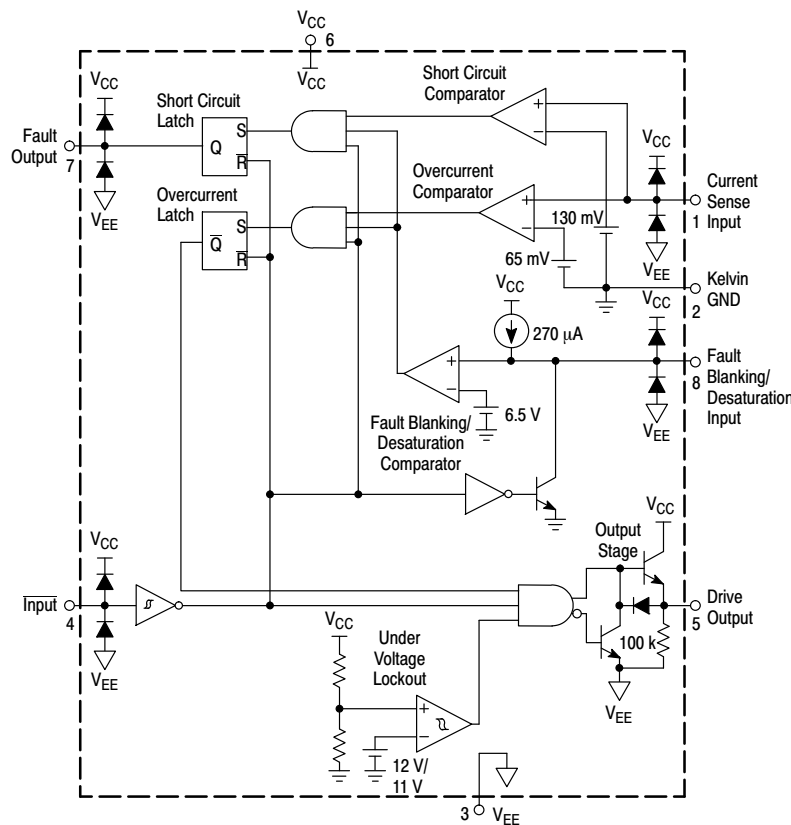 VCC
6
VCC
VCC
Short Circuit
Latch
Short Circuit
Comparator
S
Q
R
VCC
Fault
Output
7
VEE
Overcurrent
Latch
Overcurrent
Comparator
S
Q
R
130 mV
65 mV
Current
Sense
Input
1
VEE
Kelvin
GND
2
VCC
VCC
270 μA
Fault
Blanking/
Desaturation
Input
8
6.5 V
VEE
Fault Blanking/
Desaturation
Comparator
VCC
Output
Stage
VCC
Input
4
VEE
Drive
Output
5
100 k
VEE
VCC
Under
Voltage
Lockout
12 V/
11 V
3
VEE